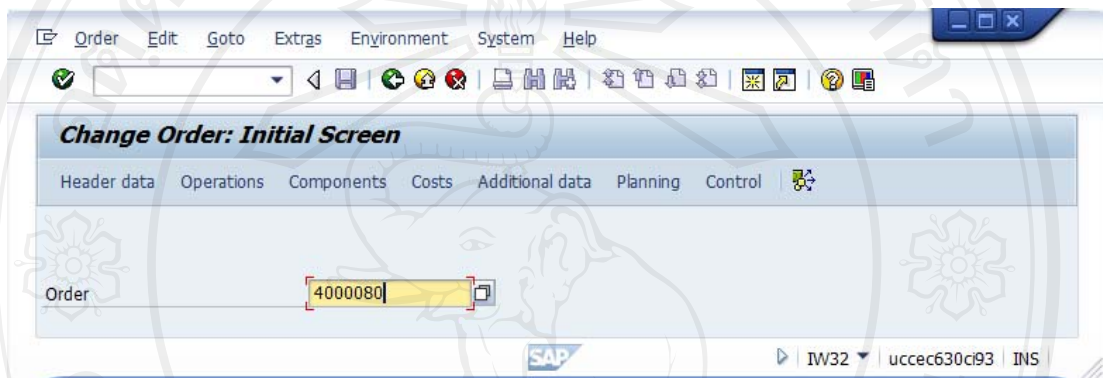 Order Edit Goto Extras Environment System Help
Change Order: Initial Screen
Header data Operations Components Costs Additional data Planning Control
Order 4000080
SAP IW32 uccec630ci93 INS